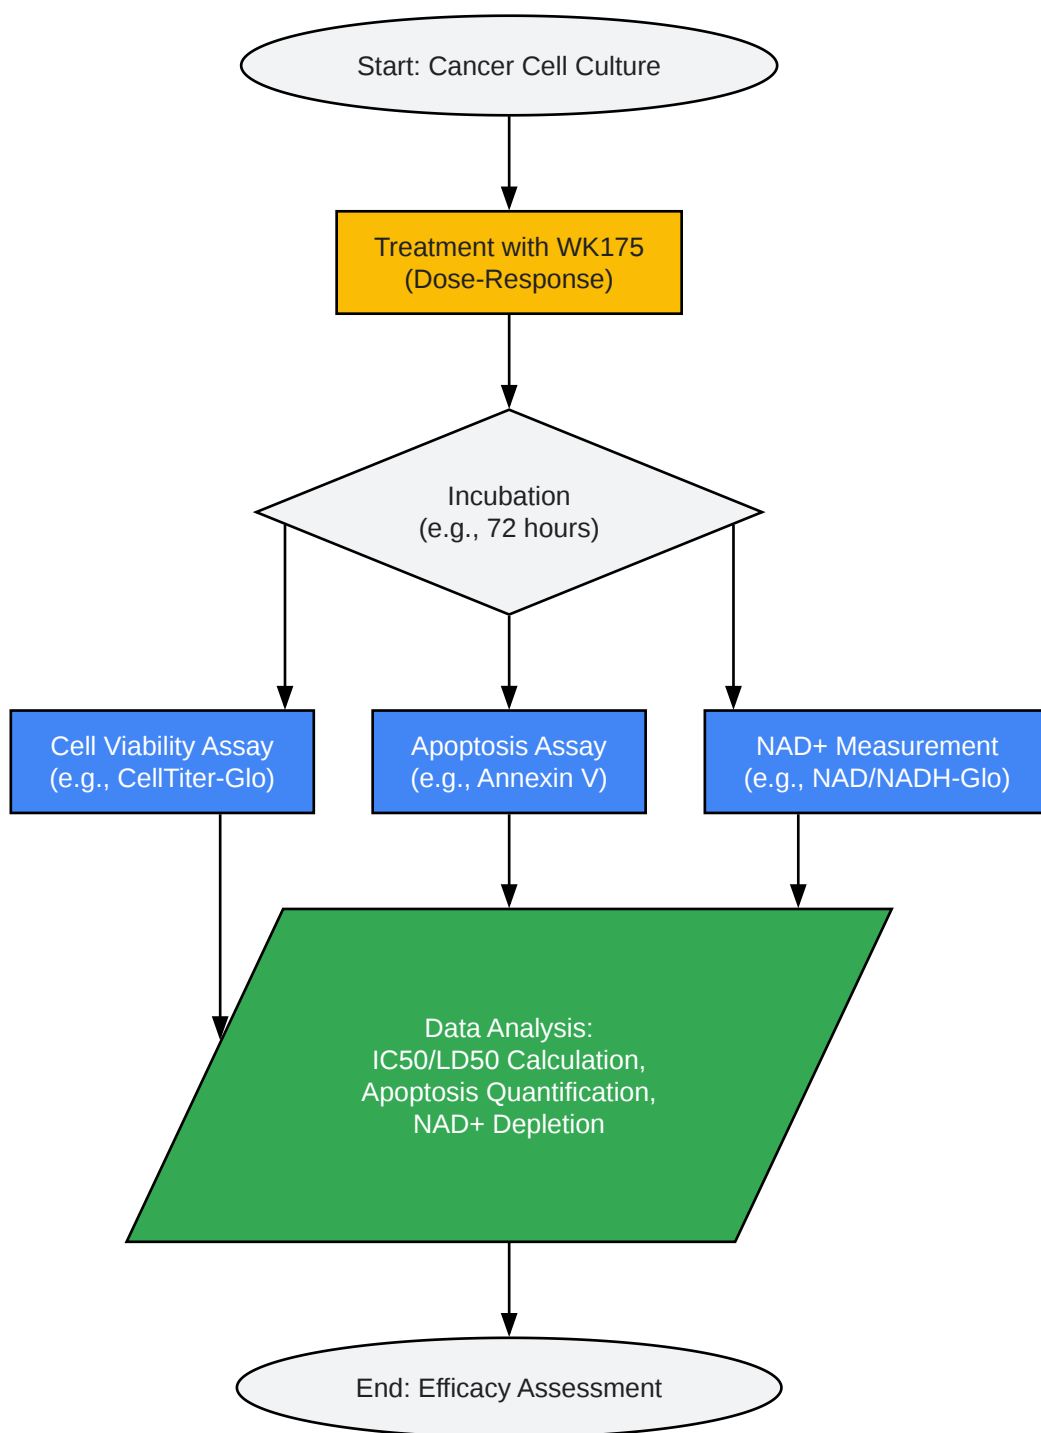 Start: Cancer Cell Culture
Treatment with WK175
(Dose-Response)
Incubation
(e.g., 72 hours)
Cell Viability Assay
(e.g., CellTiter-Glo)
Apoptosis Assay
(e.g., Annexin V)
NAD+ Measurement
(e.g., NAD/NADH-Glo)
Data Analysis:
IC50/LD50 Calculation,
Apoptosis Quantification,
NAD+ Depletion
End: Efficacy Assessment